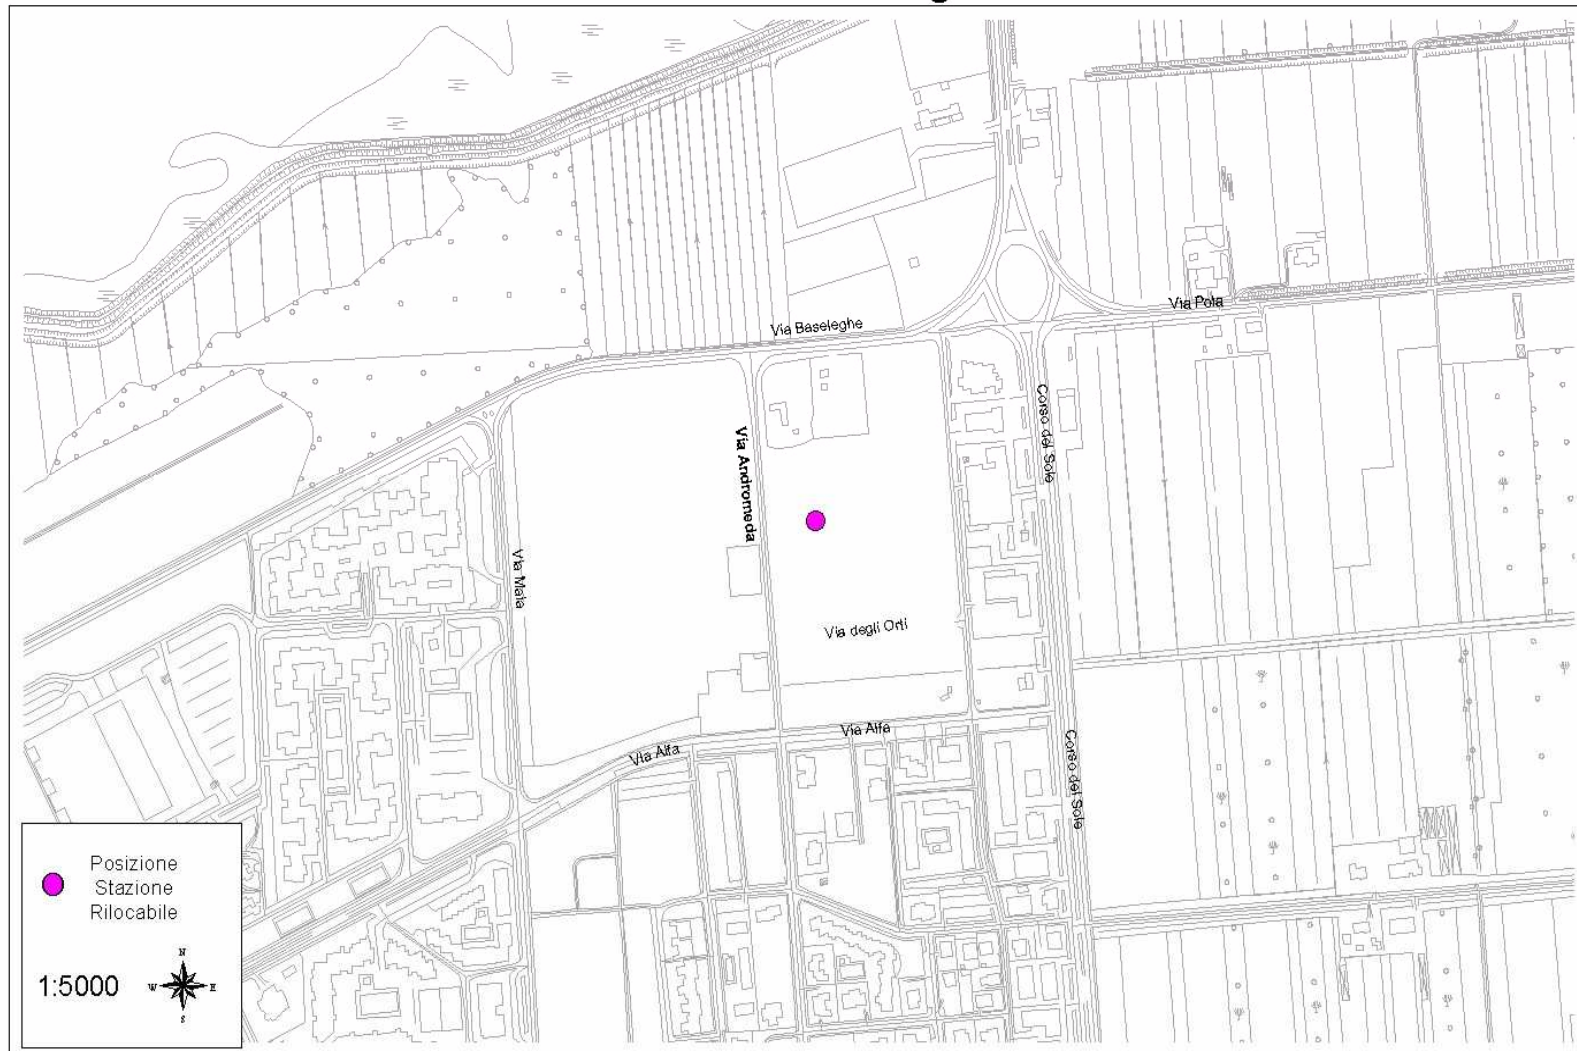 Via Baseleghe
Via Pola
Corso del Sole
Via Andromeda
Via Maia
Via degli Orti
Via Alfa
Via Alfa
Corso del Sole
Posizione
Stazione
Rilocabile
1:5000
N
W E
S